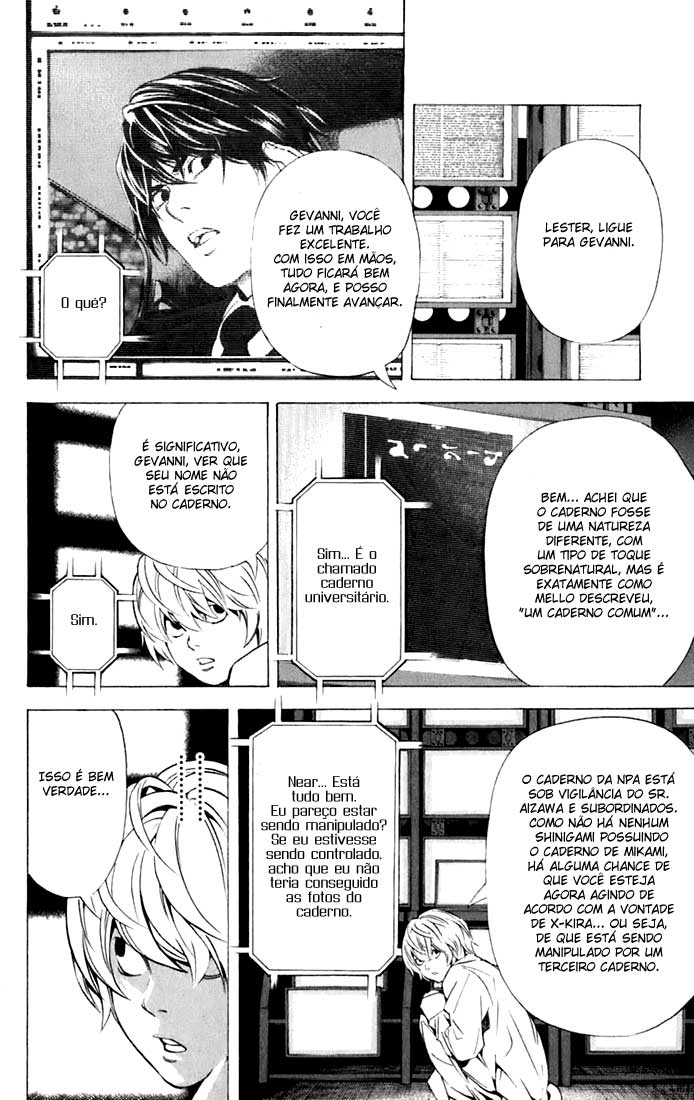 LESTER, LIGUE
PARA GEVANNI.
GEVANNI, VOCÊ
FEZ UM TRABALHO
EXCELENTE.
COM ISSO EM MÃOS,
TUDO FICARÁ BEM
AGORA, E POSSO
FINALMENTE AVANÇAR.
O quê?
BEM... ACHEI QUE
O CADERNO FOSSE
DE UMA NATUREZA
DIFERENTE, COM
UM TIPO DE TOQUE
SOBRENATURAL, MAS É
EXATAMENTE COMO
MELLO DESCREVEU,
"UM CADERNO COMUM"...
Sim... É o
chamado
caderno
universitário.
É SIGNIFICATIVO,
GEVANNI, VER QUE
SEU NOME NÃO
ESTÁ ESCRITO
NO CADERNO.
Sim.
O CADERNO DA NPA ESTÁ
SOB VIGILÂNCIA DO SR.
AIZAWA E SUBORDINADOS.
COMO NÃO HÁ NENHUM
SHINIGAMI POSSUINDO
O CADERNO DE MIKAMI,
HÁ ALGUMA CHANCE DE
QUE VOCÊ ESTEJA
AGORA AGINDO DE
ACORDO COM A VONTADE
DE X-KIRA... OU SEJA,
DE QUE ESTÁ SENDO
MANIPULADO POR UM
TERCEIRO CADERNO.
Near... Está
tudo bem.
Eu pareço estar
sendo manipulado?
Se eu estivesse
sendo controlado,
acho que eu não
teria conseguido
as fotos do
caderno.
ISSO É BEM
VERDADE...